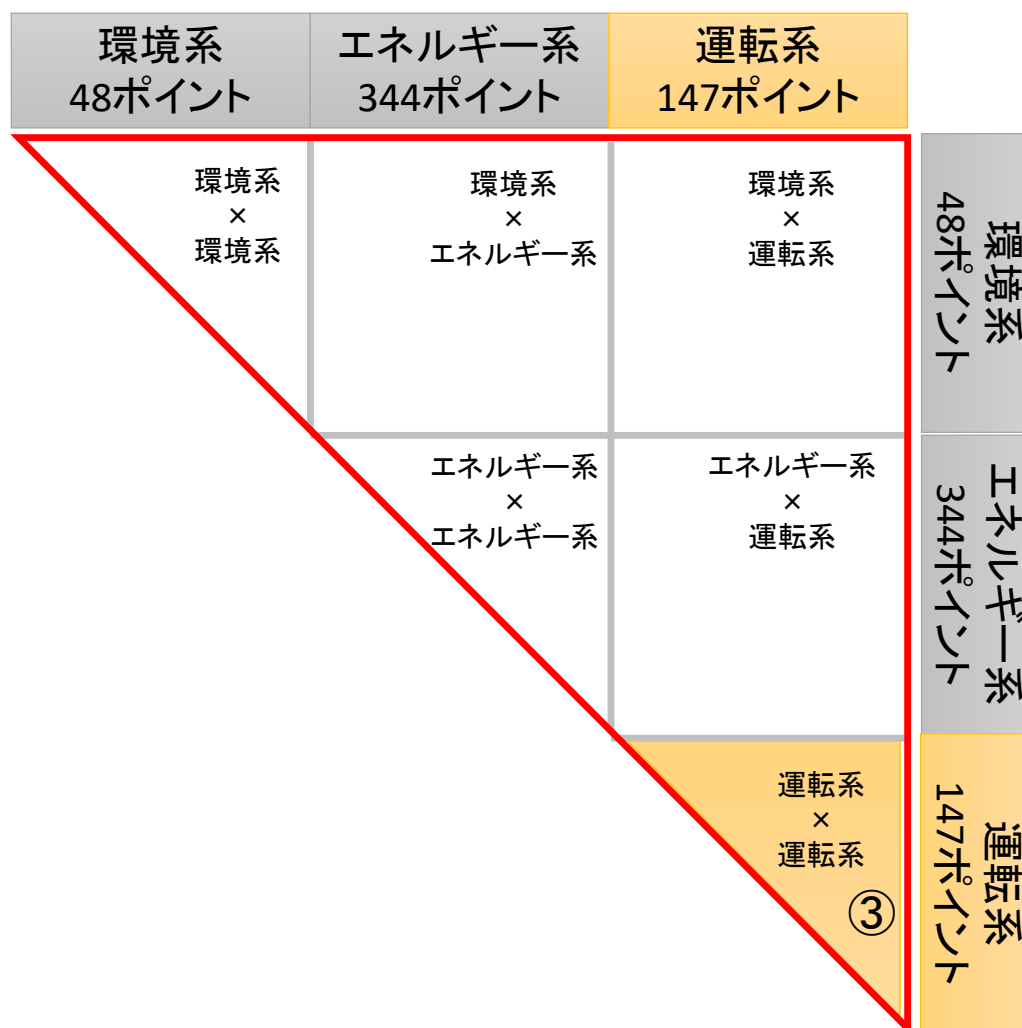 環境系
48ポイント
エネルギー系
344ポイント
運転系
147ポイント
環境系
×
環境系
環境系
×
エネルギー系
環境系
×
運転系
環境系
48ポイント
エネルギー系
×
エネルギー系
エネルギー系
×
運転系
エネルギー系
344ポイント
運転系
×
運転系
③
運転系
147ポイント